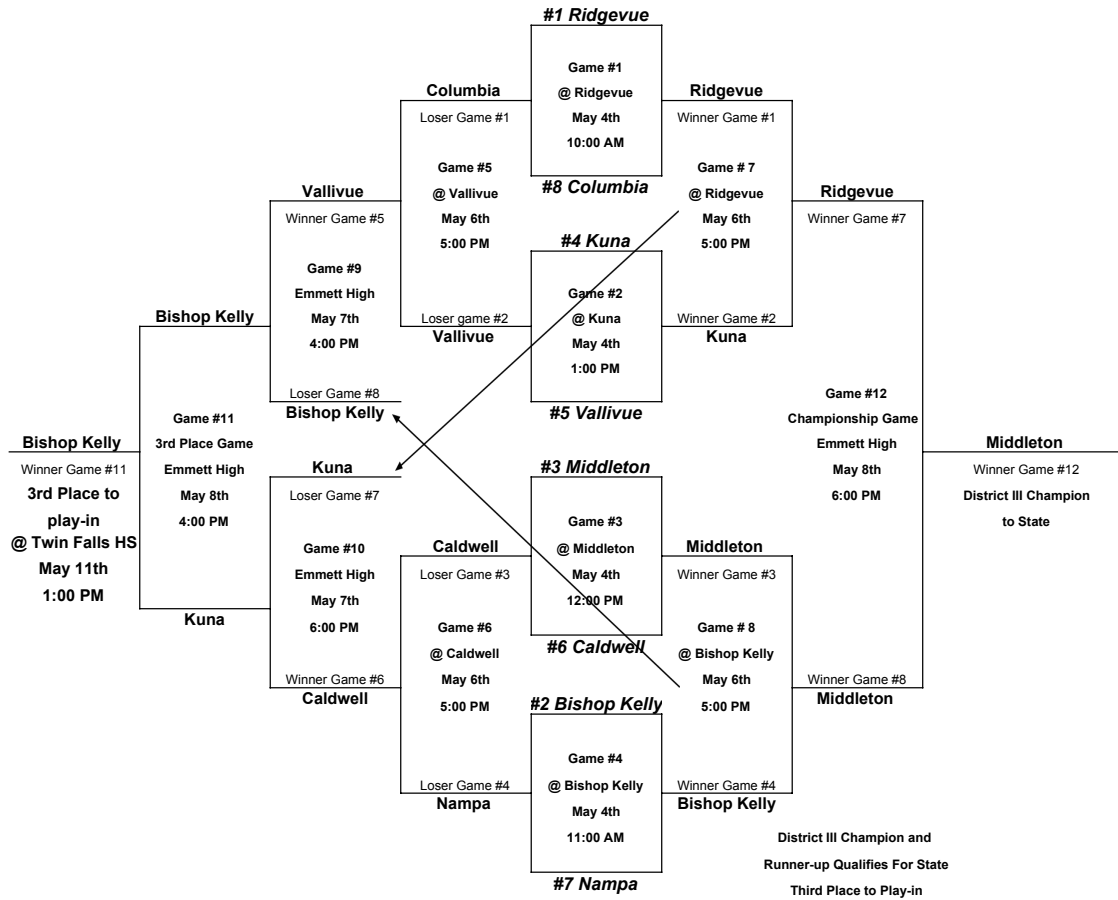 #1 Ridgevue
Game #1
@ Ridgevue
May 4th
10:00 AM
#8 Columbia
Columbia
Loser Game #1
Game #5
@ Vallivue
May 6th
5:00 PM
Loser game #2
Vallivue
Ridgevue
Winner Game #1
Game # 7
@ Ridgevue
May 6th
5:00 PM
Winner Game #2
Kuna
#4 Kuna
Game #2
@ Kuna
May 4th
1:00 PM
#5 Vallivue
Vallivue
Winner Game #5
Game #9
Emmett High
May 7th
4:00 PM
Loser Game #8
Bishop Kelly
Ridgevue
Winner Game #7
Game #12
Championship Game
Emmett High
May 8th
6:00 PM
Winner Game #8
Middleton
Bishop Kelly
Game #11
3rd Place Game
Emmett High
May 8th
4:00 PM
Kuna
Bishop Kelly
Winner Game #11
3rd Place to
play-in
@ Twin Falls HS
May 11th
1:00 PM
Middleton
Winner Game #12
District III Champion
to State
Kuna
Loser Game #7
Game #10
Emmett High
May 7th
6:00 PM
Winner Game #6
Caldwell
#3 Middleton
Game #3
@ Middleton
May 4th
12:00 PM
#6 Caldwell
Caldwell
Loser Game #3
Game #6
@ Caldwell
May 6th
5:00 PM
Loser Game #4
Nampa
Middleton
Winner Game #3
Game # 8
@ Bishop Kelly
May 6th
5:00 PM
Winner Game #4
Bishop Kelly
#2 Bishop Kelly
Game #4
@ Bishop Kelly
May 4th
11:00 AM
#7 Nampa
District III Champion and
Runner-up Qualifies For State
Third Place to Play-in